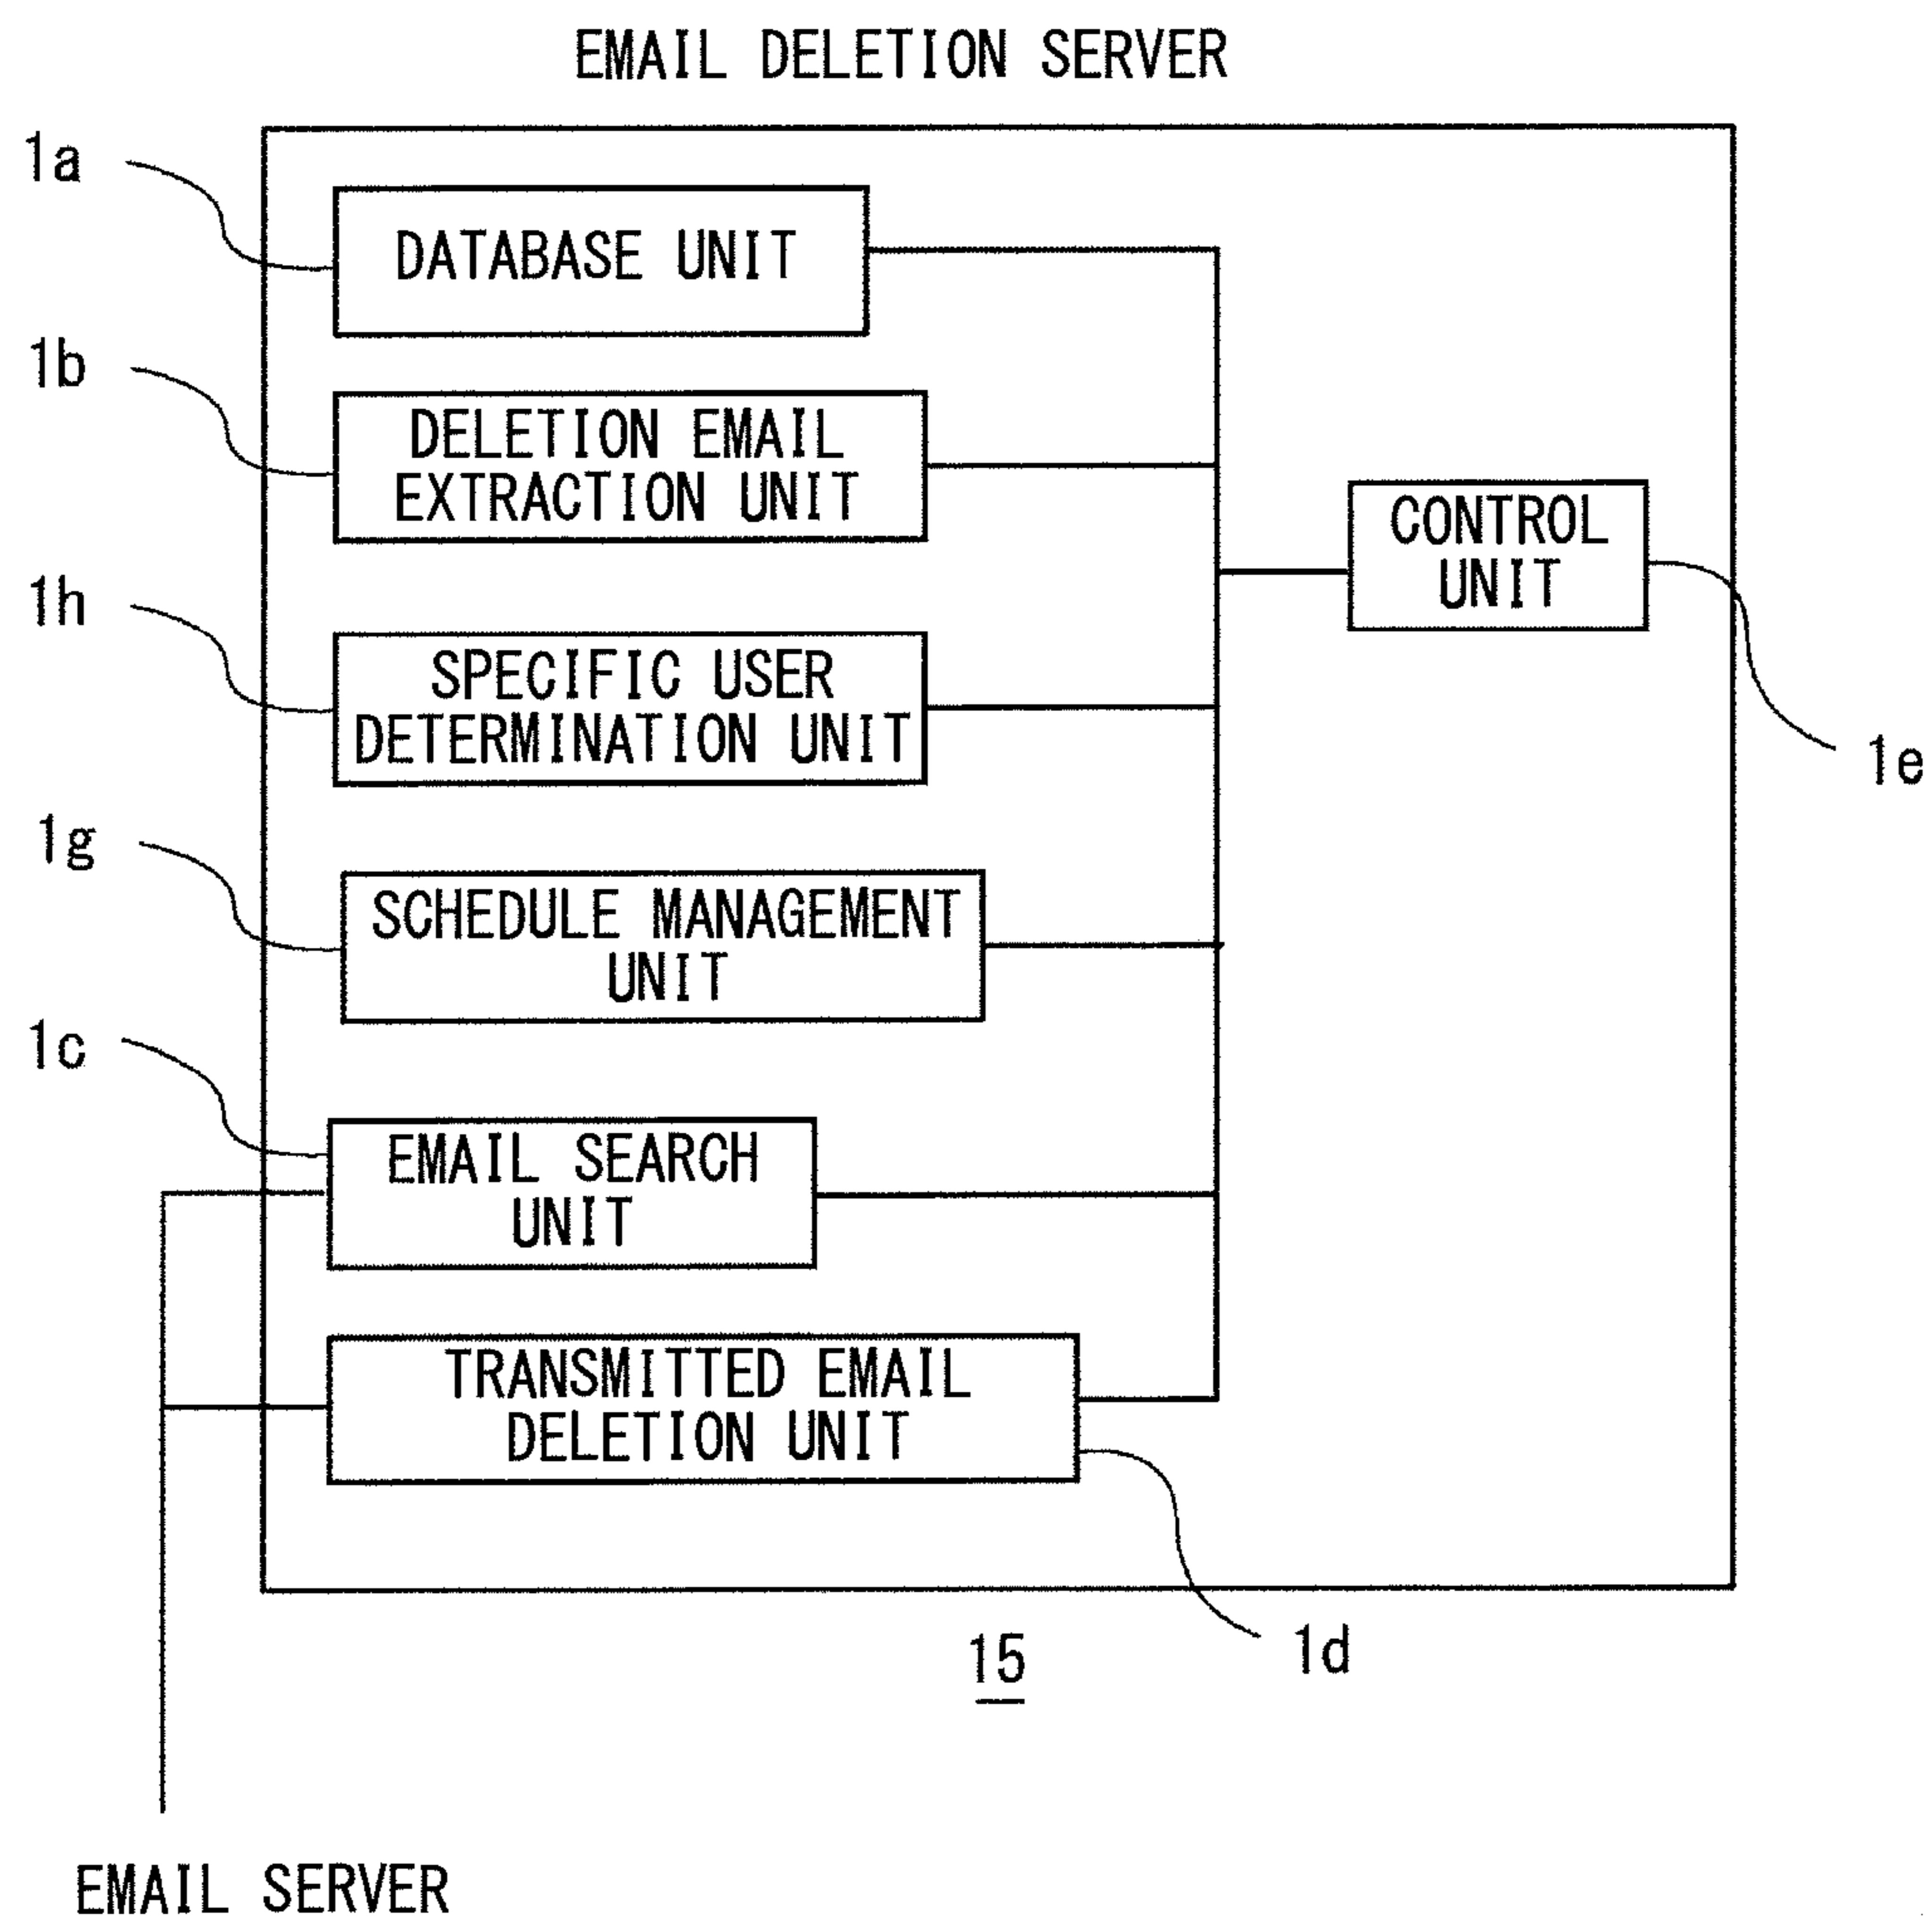 EMAIL DELETION SERVER
1a
DATABASE UNIT
1b
DELETION EMAIL
EXTRACTION UNIT
CONTROL
UNIT
1h
SPECIFIC USER
DETERMINATION UNIT
1e
1g
SCHEDULE MANAGEMENT
UNIT
1c
EMAIL SEARCH
UNIT
TRANSMITTED EMAIL
DELETION UNIT
15
1d
EMAIL SERVER